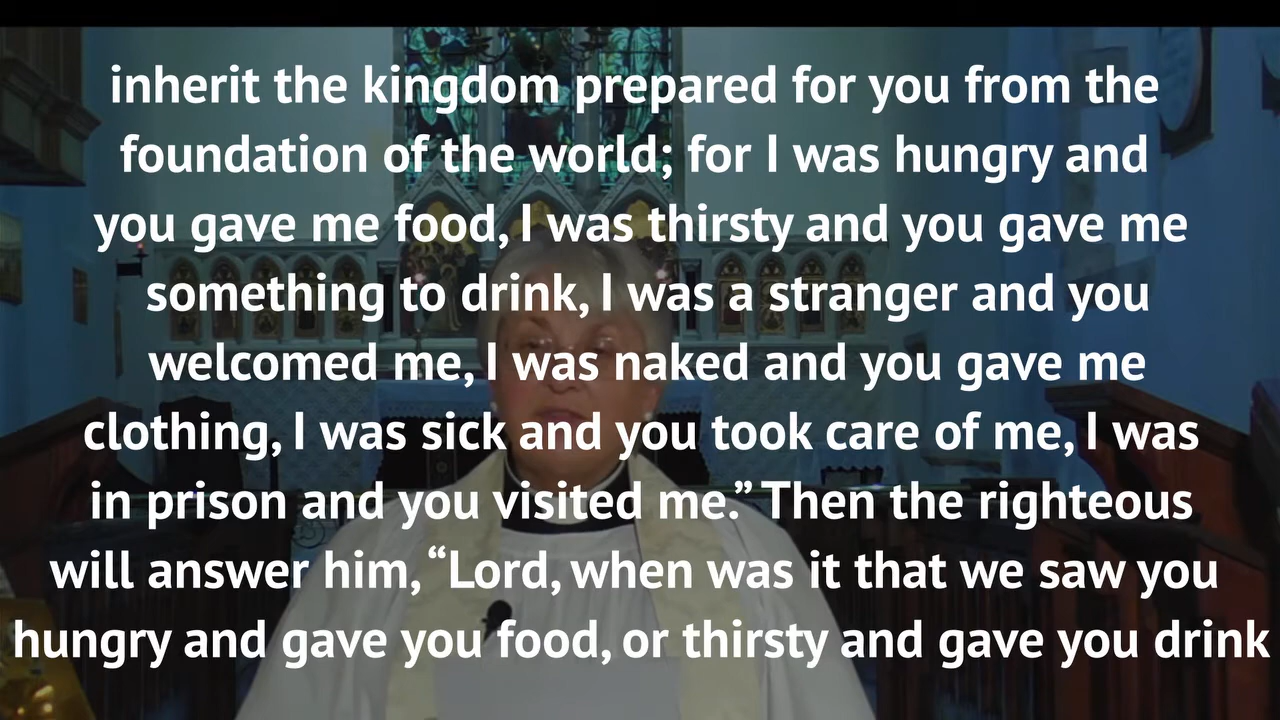 inherit the kingdom prepared for you from the
foundation of the world; for I was hungry and
you gave me food, I was thirsty and you gave me
something to drink, I was a stranger and you
welcomed me, I was naked and you gave me
clothing, I was sick and you took care of me, I was
in prison and you visited me.” Then the righteous
will answer him, “Lord, when was it that we saw you
hungry and gave you food, or thirsty and gave you drink